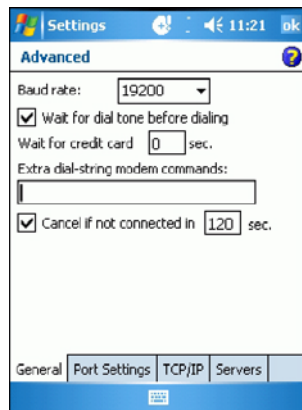 Settings 11:21 ok
Advanced
Baud rate: 19200
Wait for dial tone before dialing
Wait for credit card 0 sec.
Extra dial-string modem commands:
Cancel if not connected in 120 sec.
General Port Settings TCP/IP Servers